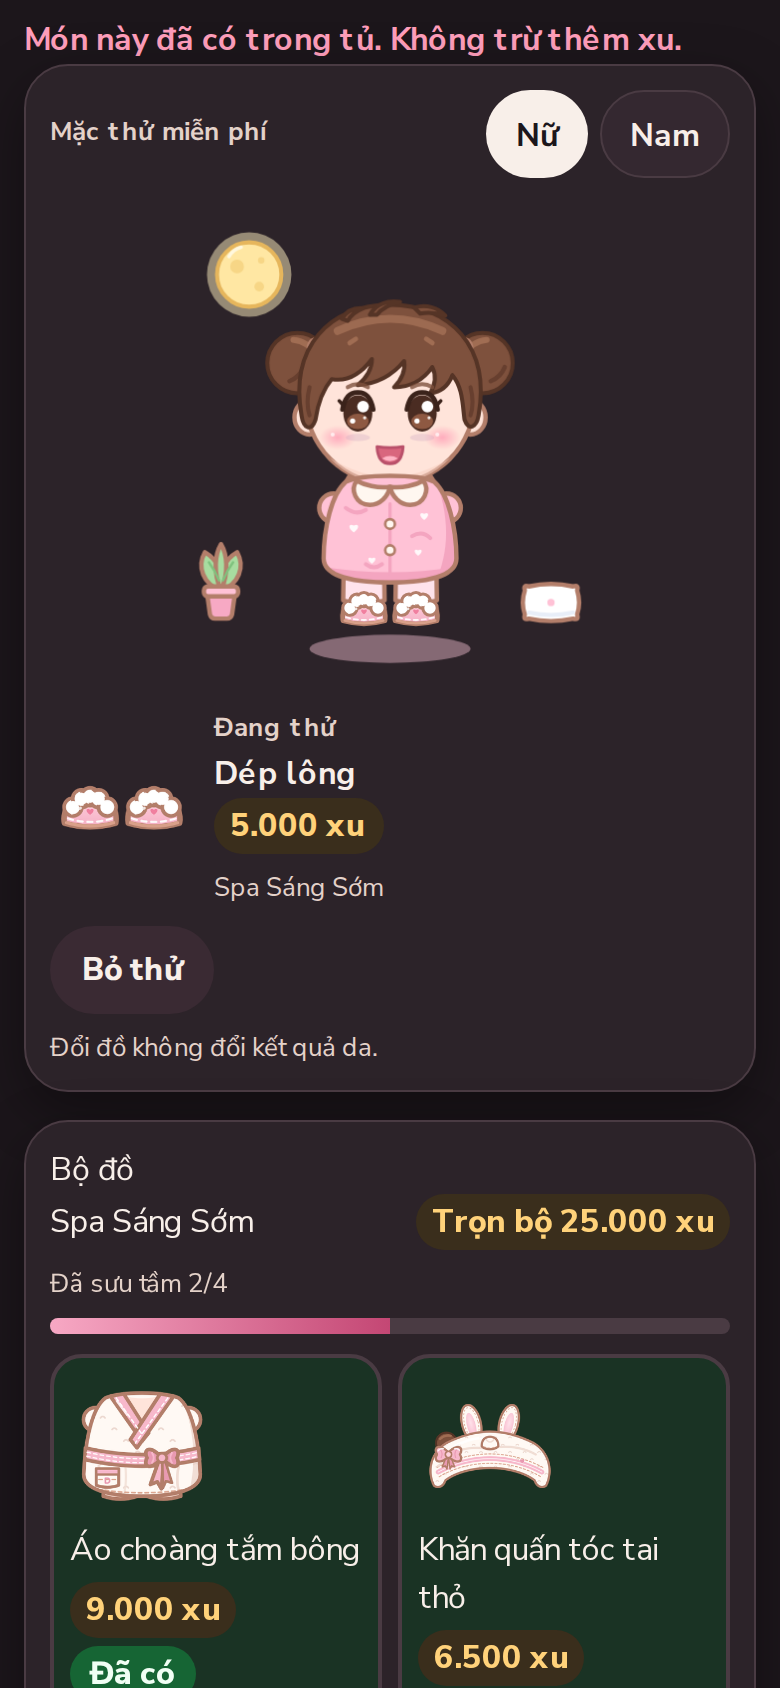 Món này đã có trong tủ. Không trừ thêm xu.
Mặc thử miễn phí
Nữ
Nam
Đang thử
Dép lông
5.000 xu
Spa Sáng Sớm
Bỏ thử
Đổi đồ không đổi kết quả da.
Bộ đồ
Spa Sáng Sớm
Trọn bộ 25.000 xu
Đã sưu tầm 2/4
Áo choàng tắm bông
9.000 xu
Đã có
Khăn quấn tóc tai
thỏ
6.500 xu